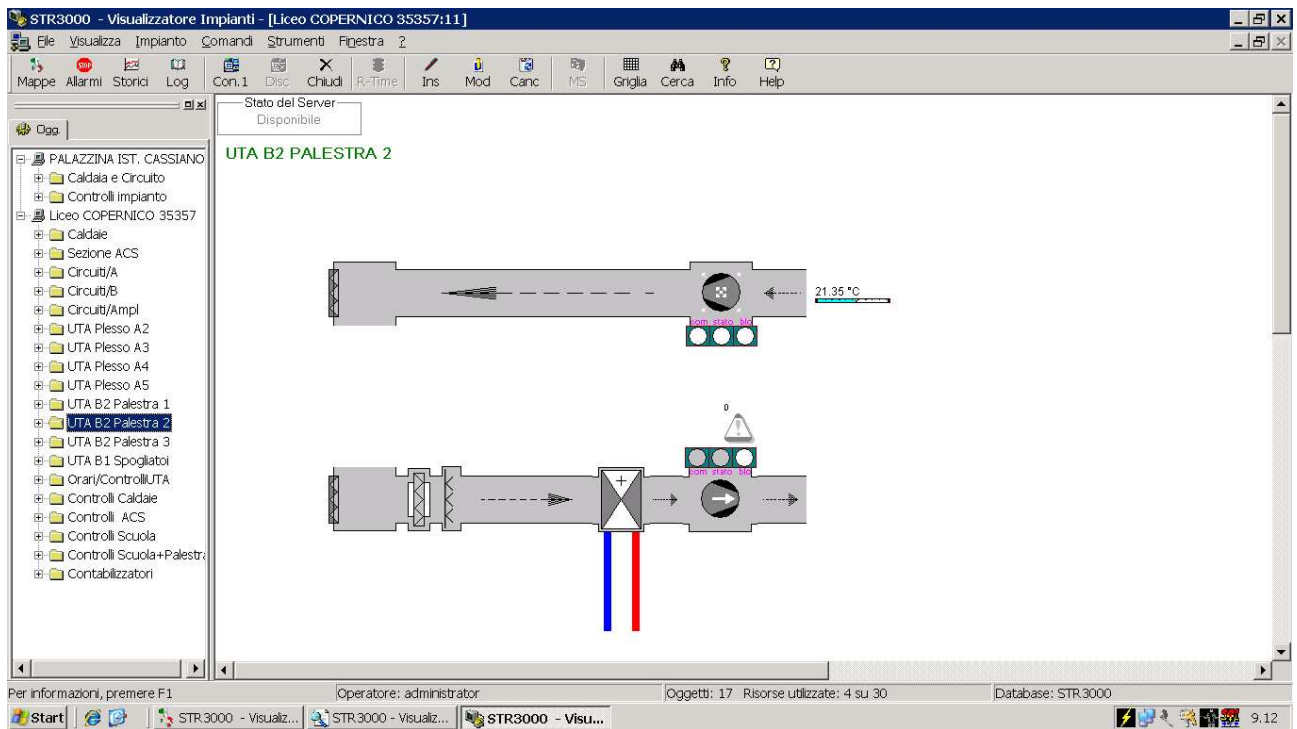 STR3000 - Visualizzatore Impianti - [Liceo COPERNICO 35357:11]
File Visualizza Impianto Comandi Strumenti Finestra ?
Mappe Allarmi Storici Log Con.1 Disc Chiudi R-Time Ins Mod Canc MS Griglia Cerca Info Help
Stato del Server
Disponibile
Ogg.
UTA B2 PALESTRA 2
PALAZZINA IST. CASSIANO
Caldaia e Circuito
Controlli impianto
Liceo COPERNICO 35357
Caldaie
Sezione ACS
Circuiti/A
Circuiti/B
Circuiti/Ampl
UTA Plesso A2
UTA Plesso A3
UTA Plesso A4
UTA Plesso A5
UTA B2 Palestra 1
UTA B2 Palestra 2
UTA B2 Palestra 3
UTA B1 Spogliatoi
Orari/ControlliUTA
Controlli Caldaie
Controlli ACS
Controlli Scuola
Controlli Scuola+Palestra
Contabilizzatori
21,35 °C
com stato blo
0
com stato blo
+
Per informazioni, premere F1
Operatore: administrator
Oggetti: 17 Risorse utilizzate: 4 su 30
Database: STR3000
Start
STR3000 - Visualiz...
STR3000 - Visualiz...
STR3000 - Visu...
9.12